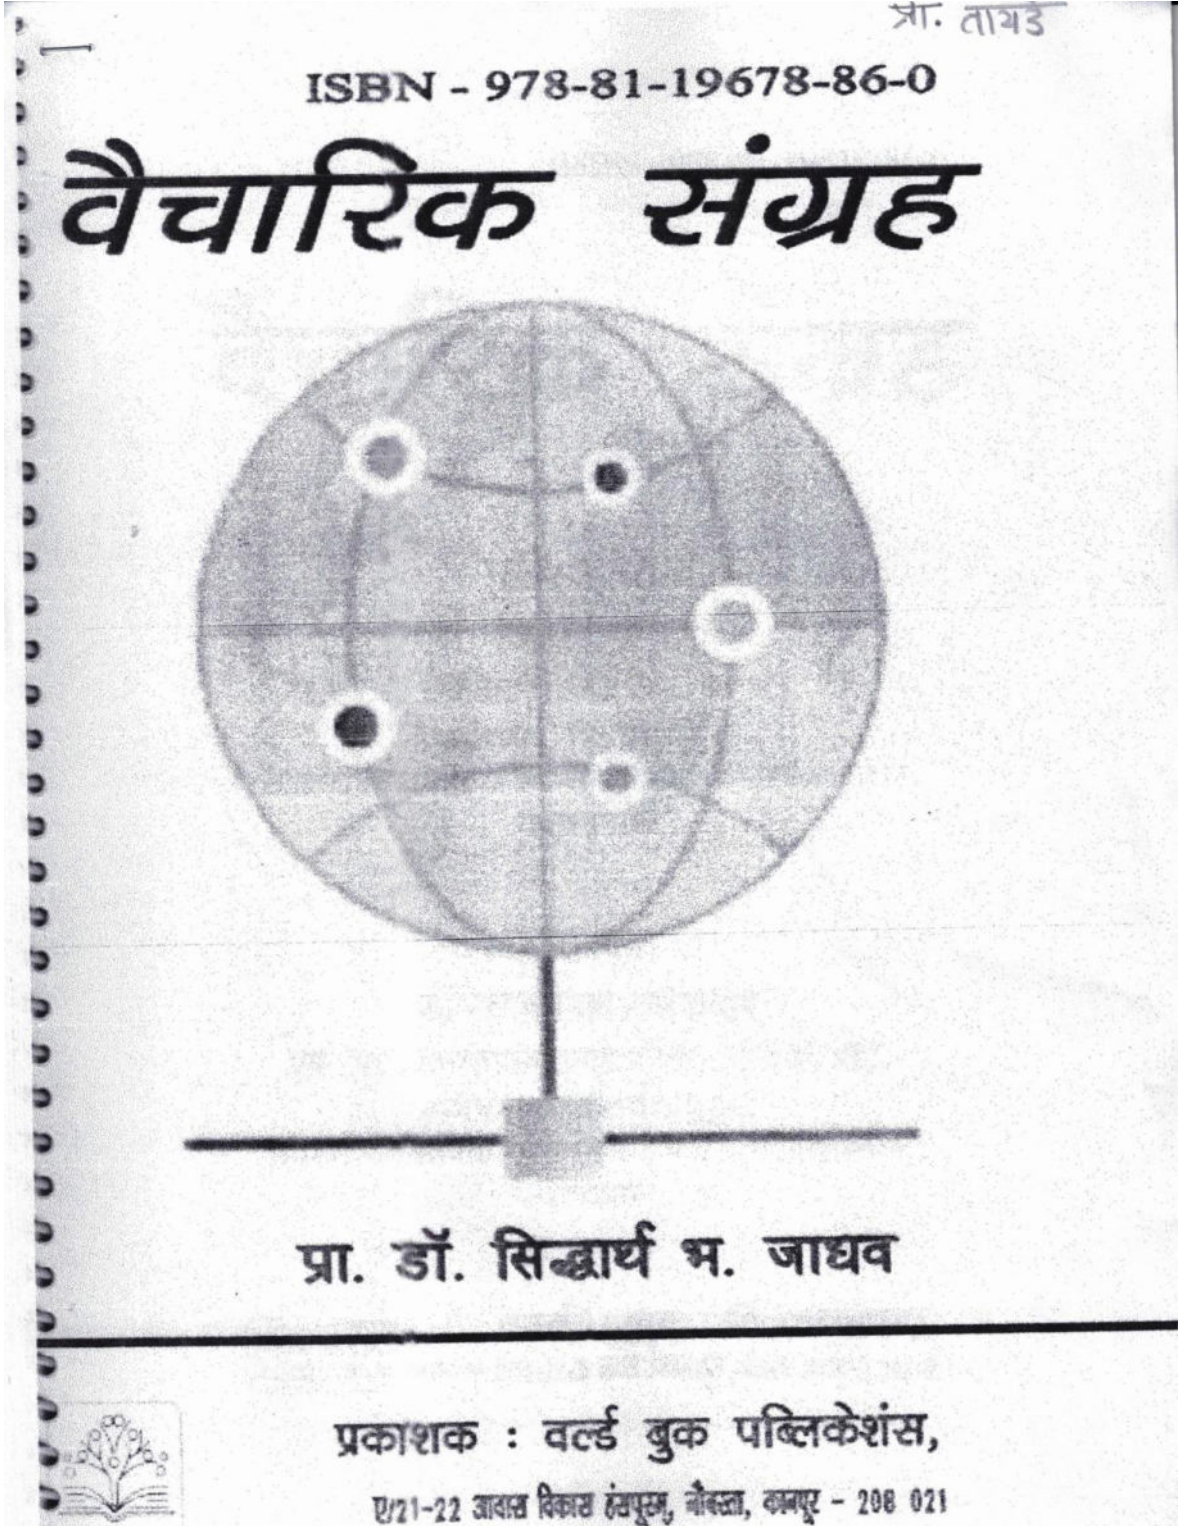 प्रा. तायडे
ISBN - 978-81-19678-86-0
वैचारिक संग्रह
प्रा. डॉ. सिद्धार्थ भ. जाधव
प्रकाशक : वर्ल्ड बुक पब्लिकेशंस,
ए/21-22 आवास विकास हंसपुरम्, नौबस्ता, कानपूर - 208 021